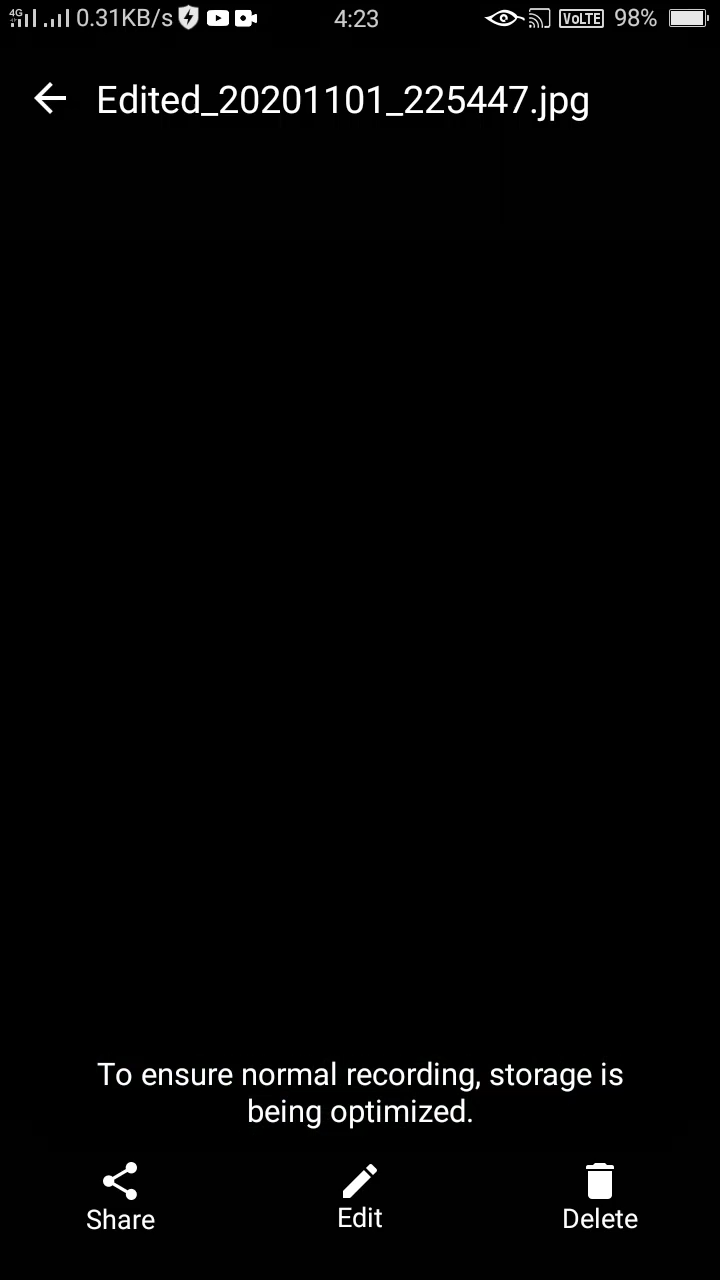 4G 0.31KB/s 4:23 VoLTE 98%
Edited_20201101_225447.jpg
To ensure normal recording, storage is
being optimized.
Share Edit Delete